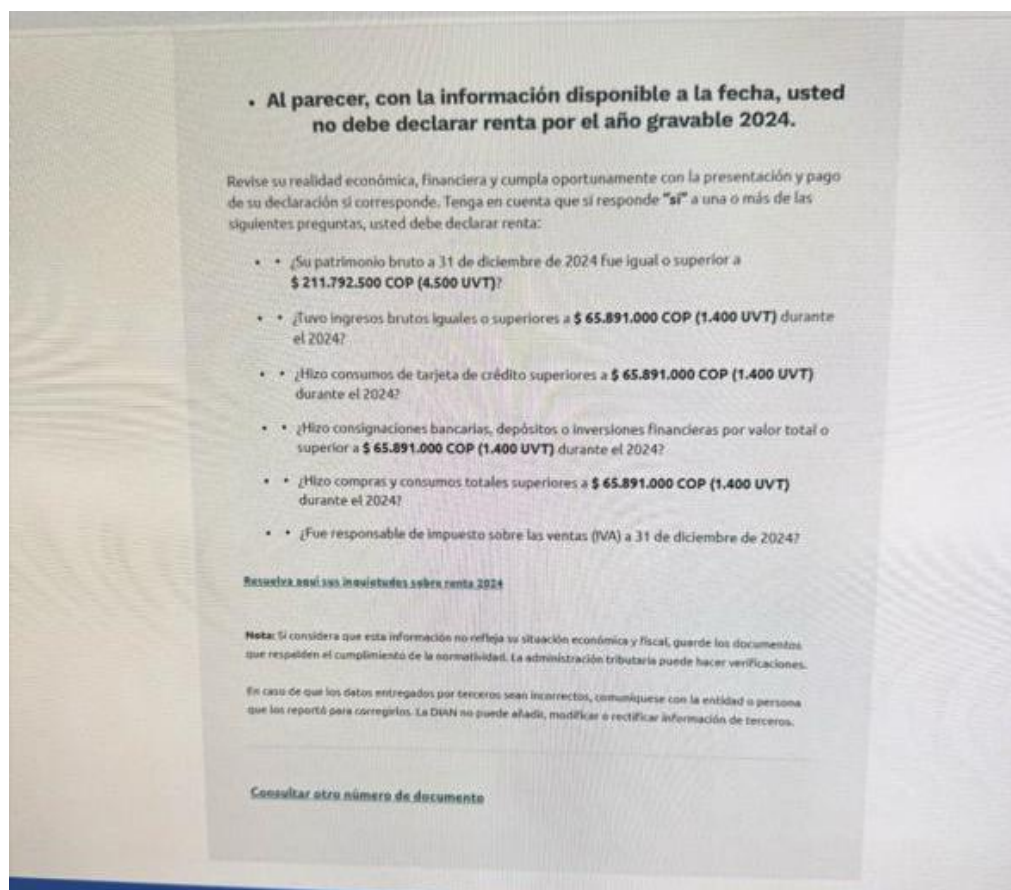 • Al parecer, con la información disponible a la fecha, usted
no debe declarar renta por el año gravable 2024.
Revise su realidad económica, financiera y cumpla oportunamente con la presentación y pago
de su declaración si corresponde. Tenga en cuenta que si responde "sí" a una o más de las
siguientes preguntas, usted debe declarar renta:
• • ¿Su patrimonio bruto a 31 de diciembre de 2024 fue igual o superior a
$ 211.792.500 COP (4.500 UVT)?
• • ¿Tuvo ingresos brutos iguales o superiores a $ 65.891.000 COP (1.400 UVT) durante
el 2024?
• • ¿Hizo consumos de tarjeta de crédito superiores a $ 65.891.000 COP (1.400 UVT)
durante el 2024?
• • ¿Hizo consignaciones bancarias, depósitos o inversiones financieras por valor total o
superior a $ 65.891.000 COP (1.400 UVT) durante el 2024?
• • ¿Hizo compras y consumos totales superiores a $ 65.891.000 COP (1.400 UVT)
durante el 2024?
• • ¿Fue responsable de impuesto sobre las ventas (IVA) a 31 de diciembre de 2024?
Resuelva aquí sus inquietudes sobre renta 2024
Nota: Si considera que esta información no refleja su situación económica y fiscal, guarde los documentos
que respalden el cumplimiento de la normatividad. La administración tributaria puede hacer verificaciones.
En caso de que los datos entregados por terceros sean incorrectos, comuníquese con la entidad o persona
que los reportó para corregirlos. La DIAN no puede añadir, modificar o rectificar información de terceros.
Consultar otro número de documento